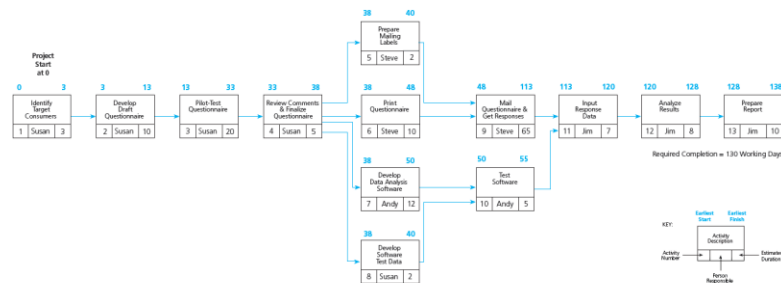 Project
Start
at 0
0 3
Identify
Target
Consumers
1 Susan 3
3 13
Develop
Draft
Questionnaire
2 Susan 10
13 33
Pilot-Test
Questionnaire
3 Susan 20
33 38
Review Comments
& Finalize
Questionnaire
4 Susan 5
38 40
Prepare
Mailing
Labels
5 Steve 2
38 48
Print
Questionnaire
6 Steve 10
38 50
Develop
Data Analysis
Software
7 Andy 12
38 40
Develop
Software
Test Data
8 Susan 2
48 113
Mail
Questionnaire &
Get Responses
9 Steve 65
50 55
Test
Software
10 Andy 5
113 120
Input
Response
Data
11 Jim 7
120 128
Analyze
Results
12 Jim 8
128 138
Prepare
Report
13 Jim 10
Required Completion = 130 Working Days
KEY:
Earliest Earliest
Start Finish
Activity
Description
Activity
Number
Person
Responsible
Estimated
Duration